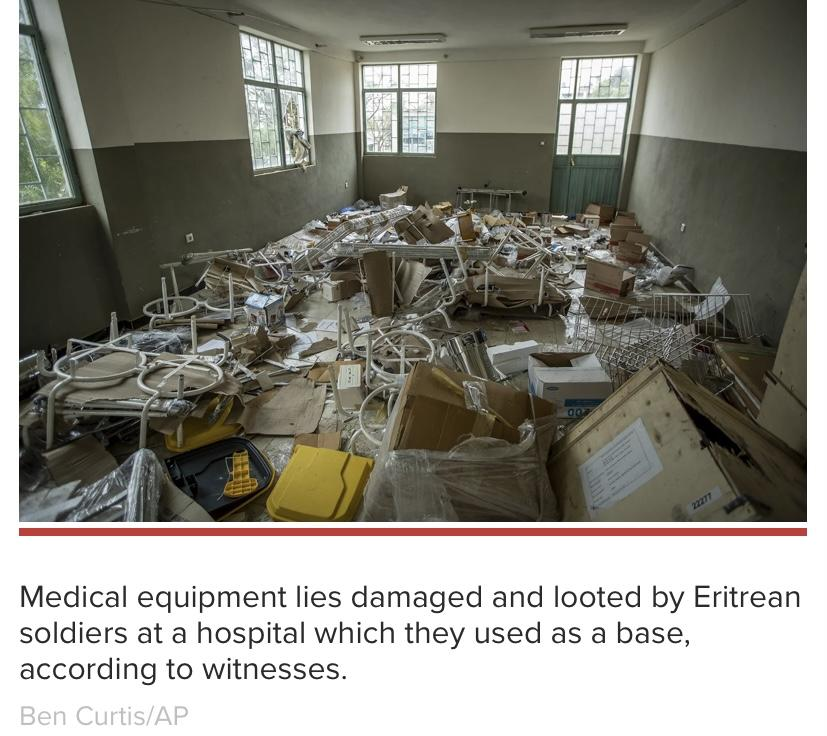 22277
Medical equipment lies damaged and looted by Eritrean
soldiers at a hospital which they used as a base,
according to witnesses.
Ben Curtis/AP